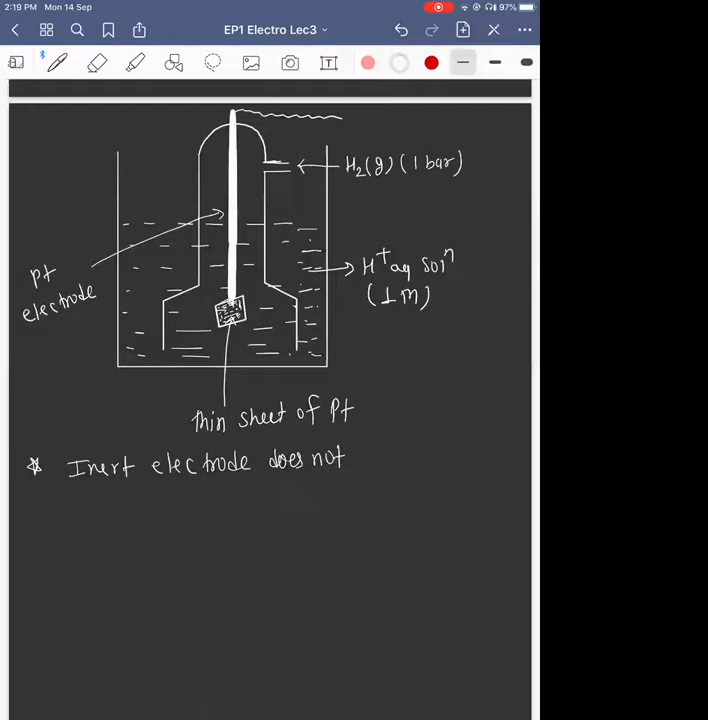 2:19 PM Mon 14 Sep
97%
EP1 Electro Lec3
T
H₂(g) (1 bar)
H⁺ aq solⁿ
(1 M)
Pt
electrode
Thin sheet of Pt
* Inert electrode does not